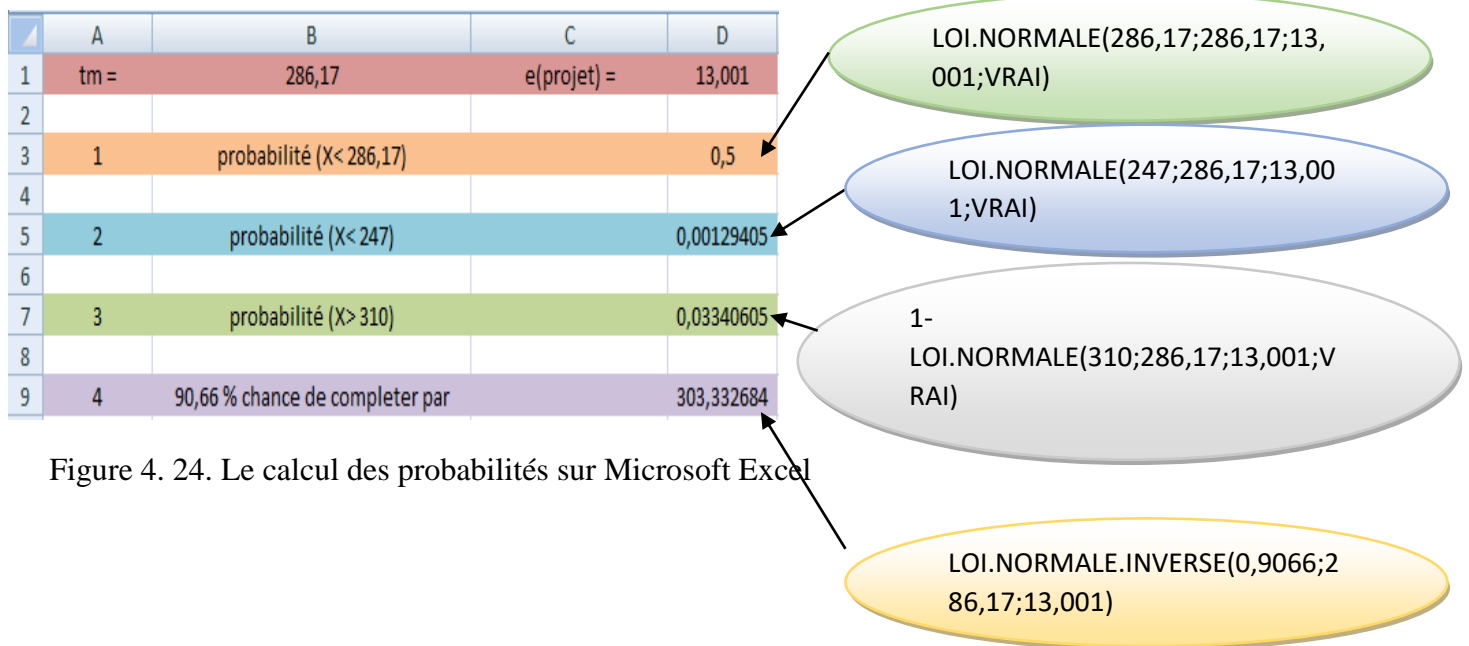 A B C D
1 tm = 286,17 e(projet) = 13,001
2
3 1 probabilité (X< 286,17) 0,5
4
5 2 probabilité (X< 247) 0,00129405
6
7 3 probabilité (X> 310) 0,03340605
8
9 4 90,66 % chance de completer par 303,332684
LOI.NORMALE(286,17;286,17;13,
001;VRAI)
LOI.NORMALE(247;286,17;13,00
1;VRAI)
1-
LOI.NORMALE(310;286,17;13,001;V
RAI)
Figure 4. 24. Le calcul des probabilités sur Microsoft Excel
LOI.NORMALE.INVERSE(0,9066;2
86,17;13,001)